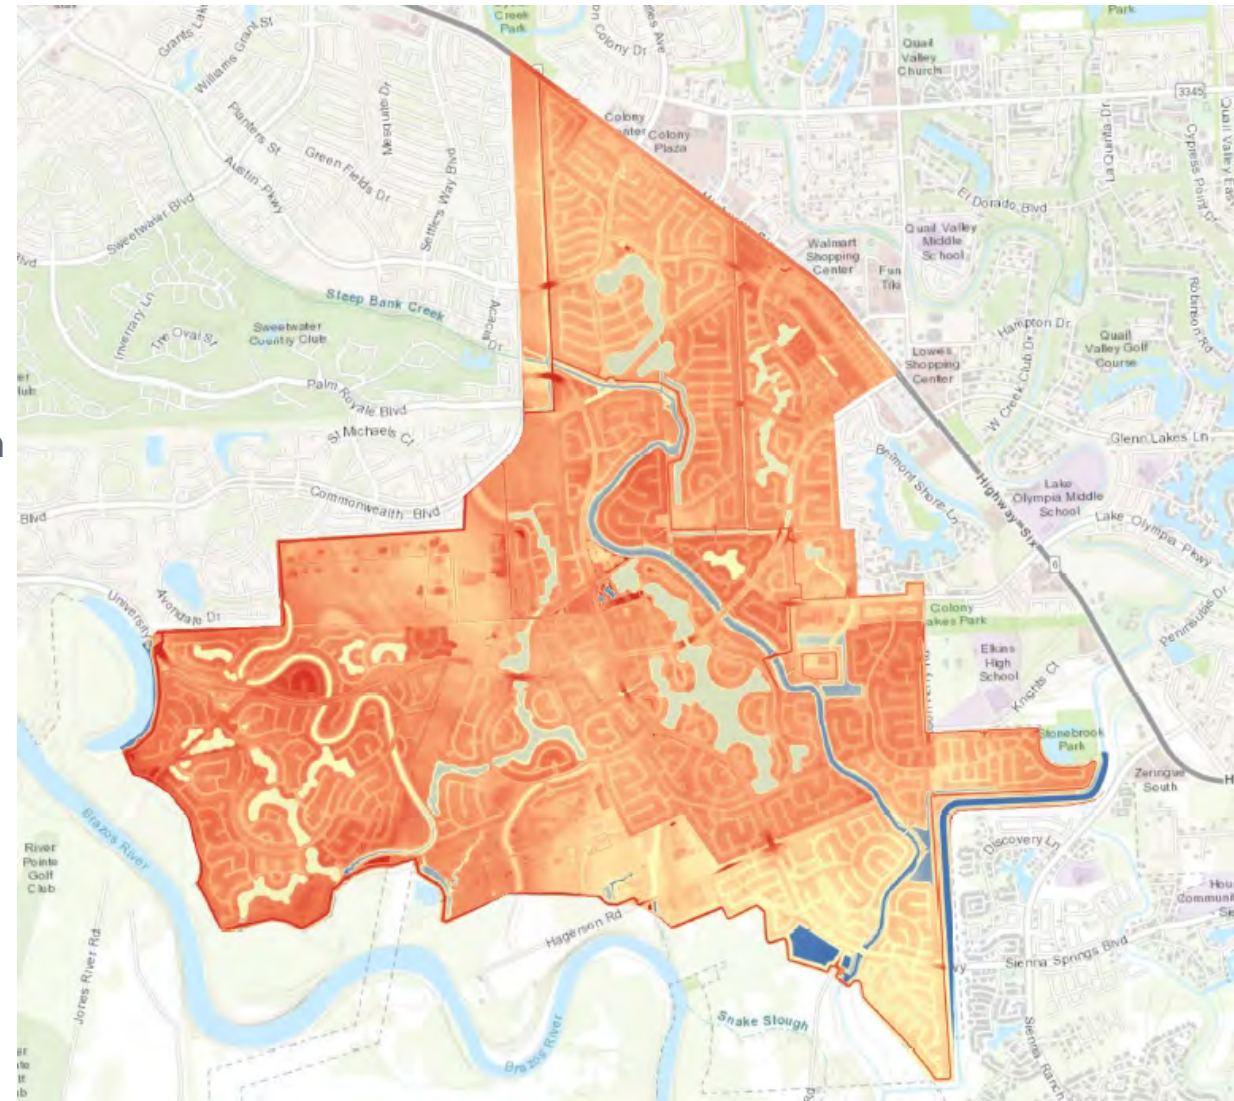 Creek
Park
Park
Grants Lake
Williams Grant St
Colony Dr
Quail
Valley
Church
3345
Mesquite Dr
Planters St
Green Fields Dr
Austin Pkwy
Settlers Way Blvd
Sweetwater Blvd
Colony
Colony
Plaza
La Quinta Dr
Cypress Point Dr
Quail Valley East
El Dorado Blvd
Quail Valley
Middle
School
Walmart
Shopping
Center
Fun
Tiki
Steep Bank Creek
Acacia
Dr
Inverrary Ln
The Oval St
Sweetwater
Country Club
Robinson Rd
Hampton Dr
Quail
Valley Golf
Course
Lowes
Shopping
Center
W Creek Club Dr
Palm Royale Blvd
St Michaels Ct
Glenn Lakes Ln
Belmont Shore Ln
Highway Six
Lake
Olympia Middle
School
Commonwealth Blvd
Blvd
Lake Olympia Pkwy
6
University
Avondale Dr
Colony
Lakes Park
Peninsulas Dr
Elkins
High
School
Knights Ct
Stonebrook
Park
Zeringue
South
H
Brazos River
River
Pointe
Golf
Club
Discovery Ln
Jones River Rd
Hagerson Rd
Sienna Springs Blvd
Snake Slough
Brazos River
Rd